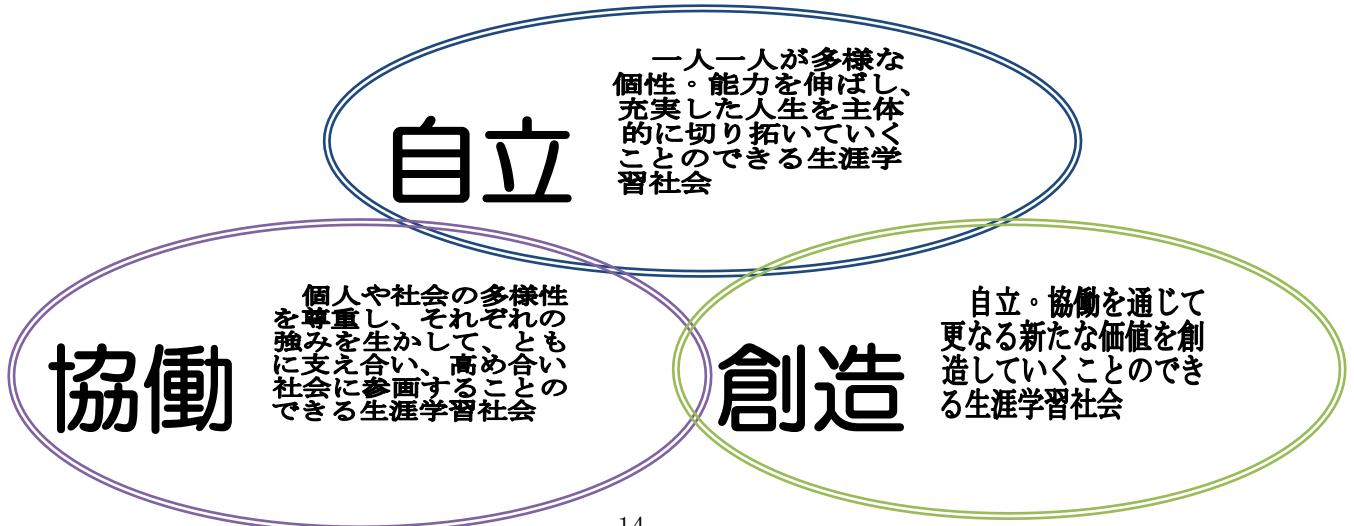 自立
一人一人が多様な
個性。能力を伸ばし、
充実した人生を主体
的に切り拓いていく
ことのできる生涯学
習社会
協働
個人や社会の多様性
を尊重し、それぞれの
強みを生かして、とも
に支え合い、高め合い
社会に参画することの
できる生涯学習社会
創造
自立。協働を通じて
更なる新たな価値を創
造していくことのでき
る生涯学習社会
14